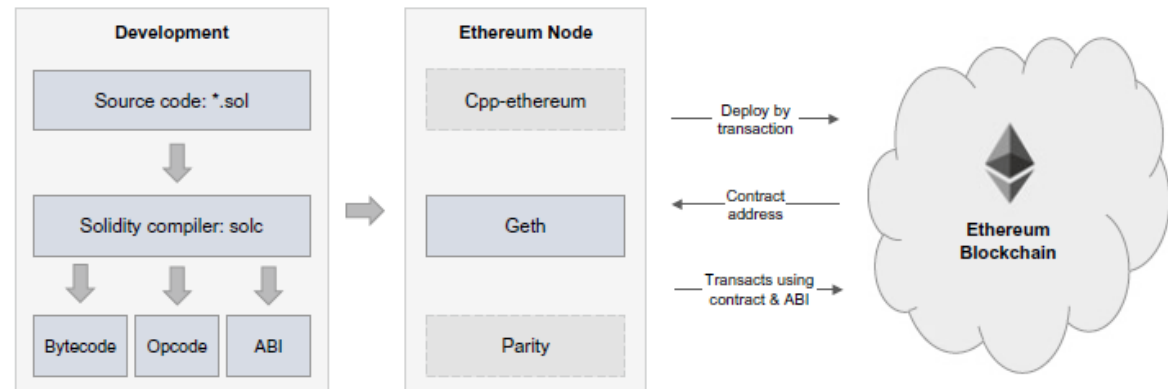 Development
Source code: *.sol
Solidity compiler: solc
Bytecode
Opcode
ABI
Ethereum Node
Cpp-ethereum
Geth
Parity
Deploy by
transaction
Contract
address
Transacts using
contract & ABI
Ethereum
Blockchain